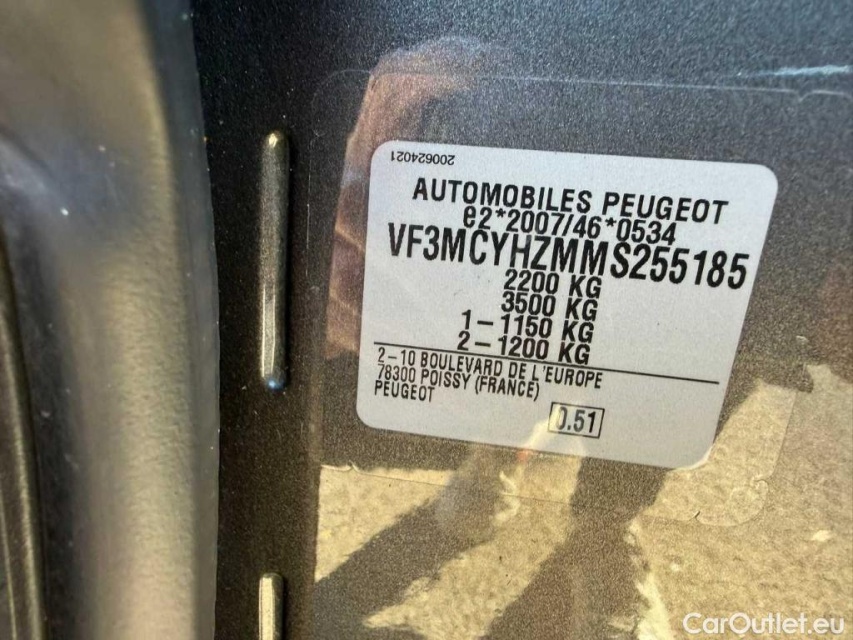 200624021
AUTOMOBILES PEUGEOT
e2*2007/46*0534
VF3MCYHZMMS255185
2200 KG
3500 KG
1-1150 KG
2-1200 KG
2-10 BOULEVARD DE L'EUROPE
78300 POISSY (FRANCE)
PEUGEOT
0.51
CarOutlet.eu